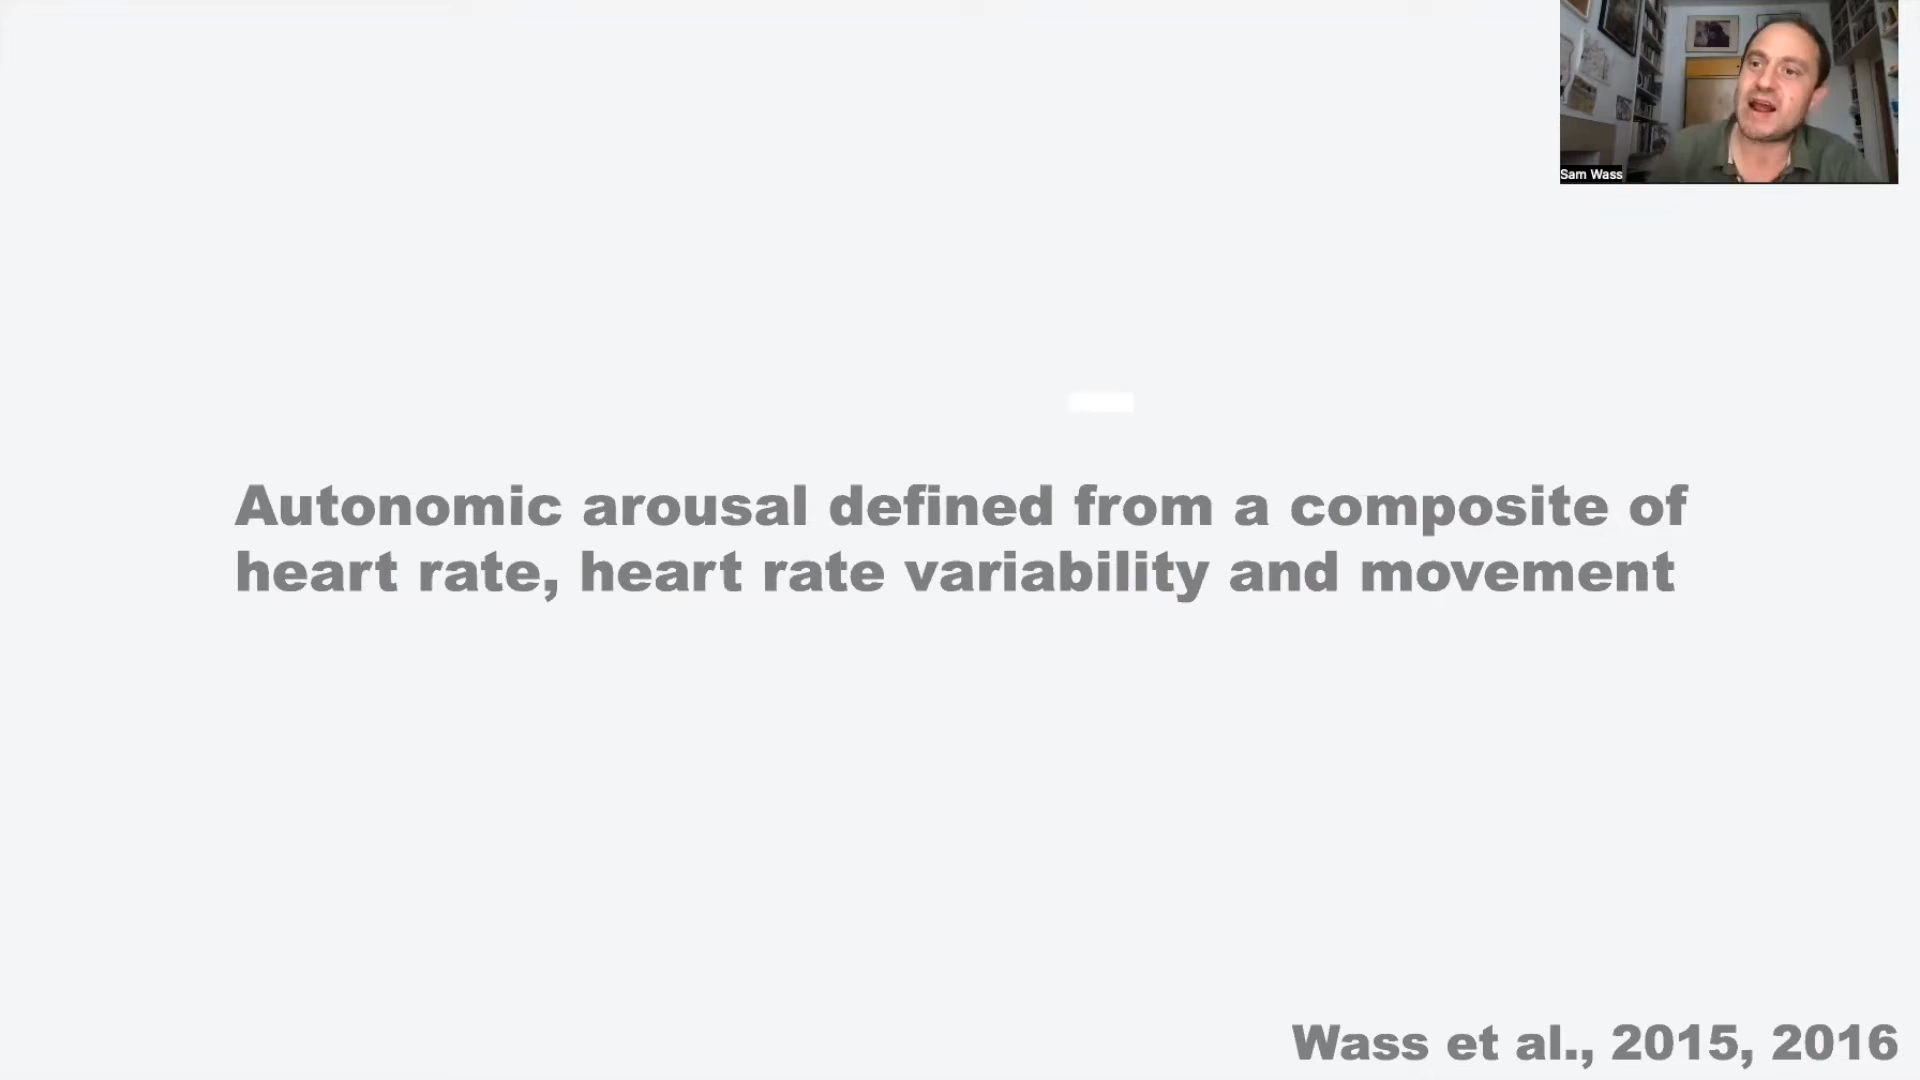 Sam Wass
Autonomic arousal defined from a composite of
heart rate, heart rate variability and movement
Wass et al., 2015, 2016